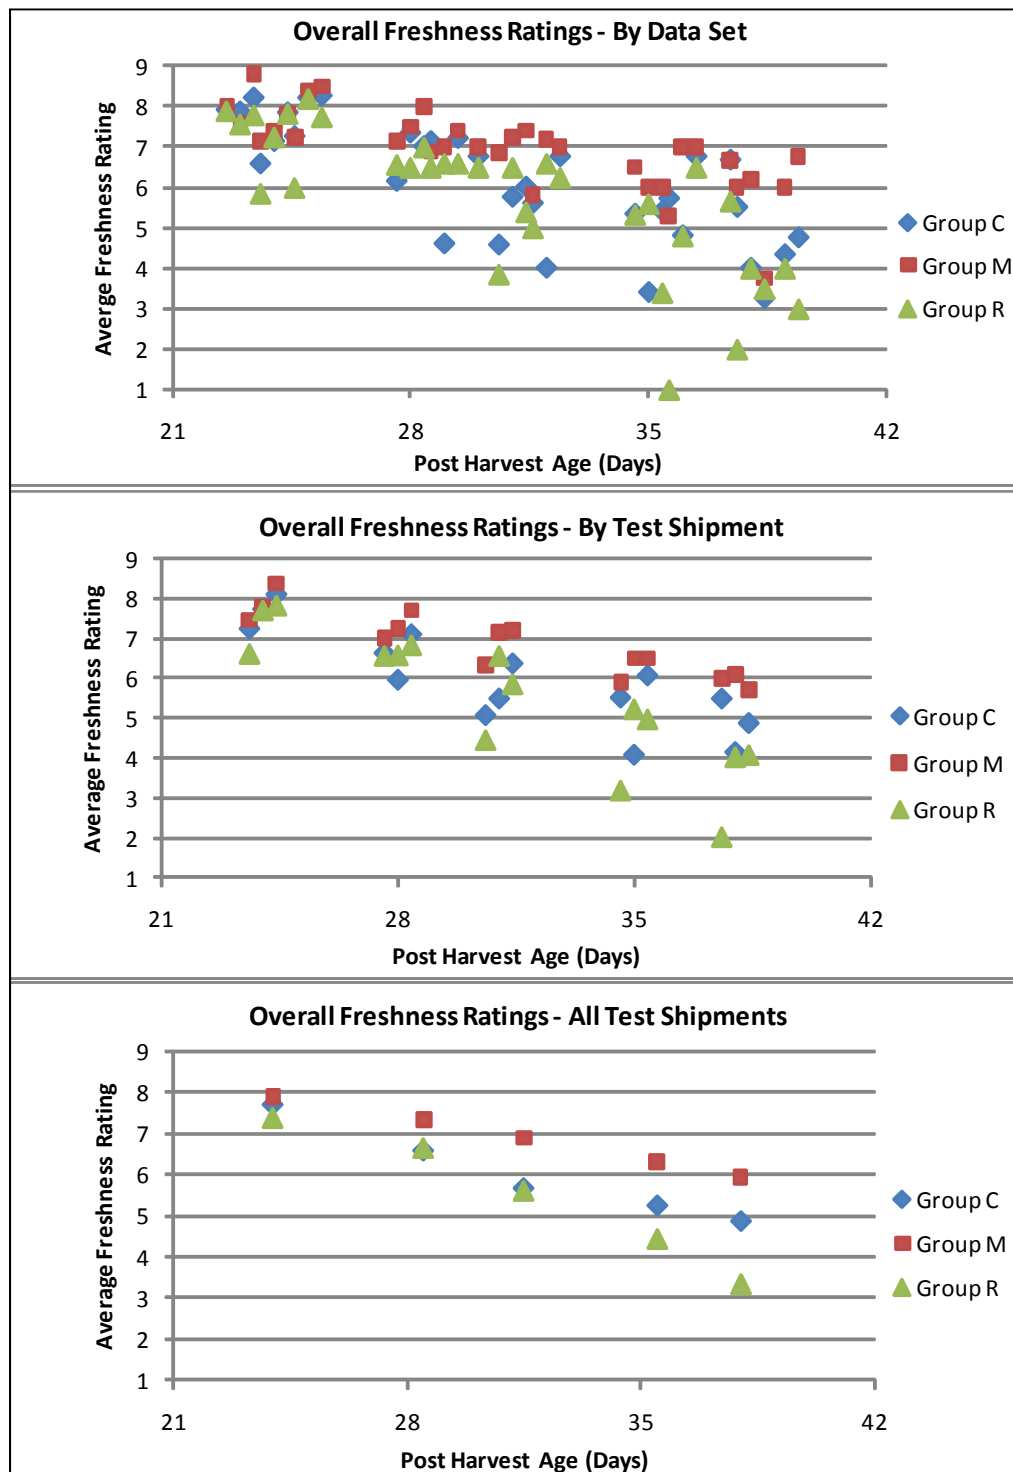 Overall Freshness Ratings - By Data Set
9
8
7
6
5
4
3
2
1
Averge Freshness Rating
21 28 35 42
Post Harvest Age (Days)
Group C
Group M
Group R
Overall Freshness Ratings - By Test Shipment
9
8
7
6
5
4
3
2
1
Average Freshness Rating
21 28 35 42
Post Harvest Age (Days)
Group C
Group M
Group R
Overall Freshness Ratings - All Test Shipments
9
8
7
6
5
4
3
2
1
Average Freshness Rating
21 28 35 42
Post Harvest Age (Days)
Group C
Group M
Group R